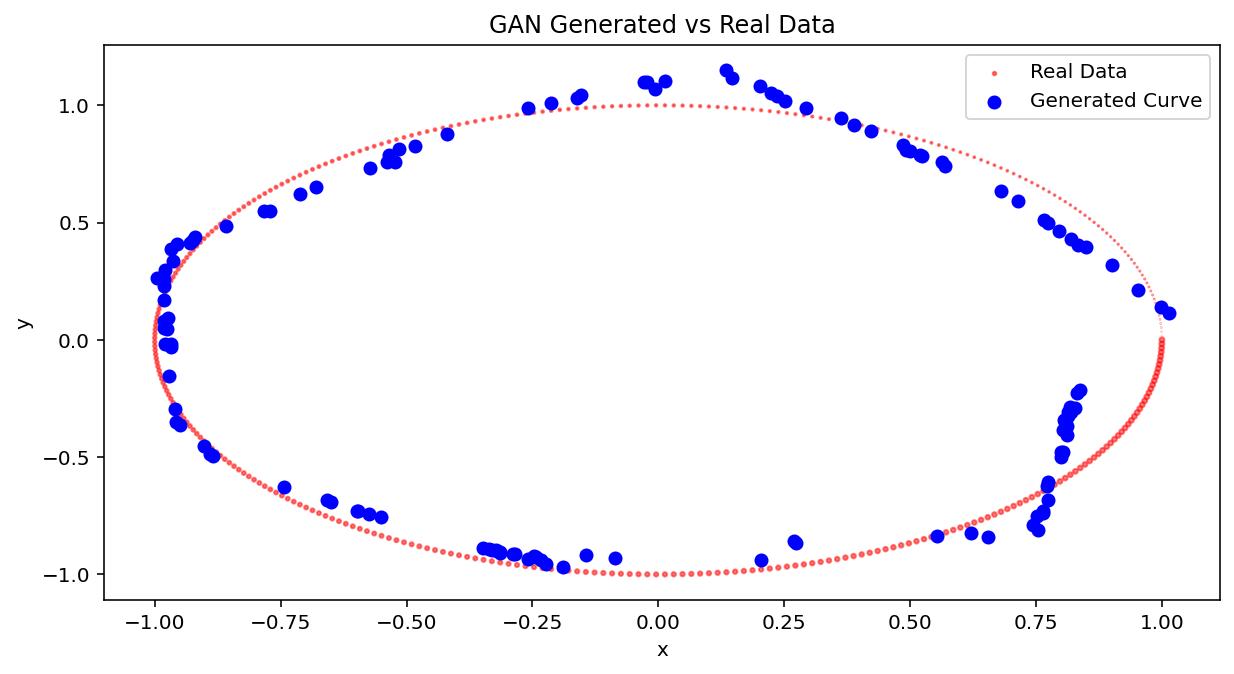 GAN Generated vs Real Data
Real Data
Generated Curve
y
1.0
0.5
0.0
−0.5
−1.0
−1.00 −0.75 −0.50 −0.25 0.00 0.25 0.50 0.75 1.00
x